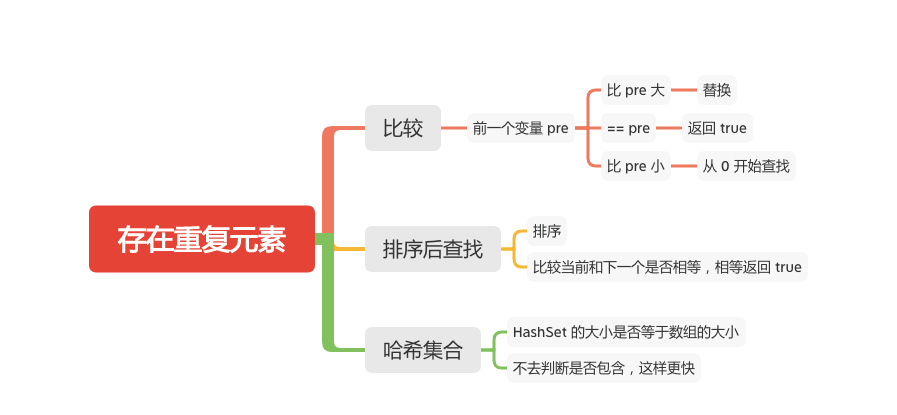 存在重复元素
比较
前一个变量 pre
比 pre 大
替换
== pre
返回 true
比 pre 小
从 0 开始查找
排序后查找
排序
比较当前和下一个是否相等，相等返回 true
哈希集合
HashSet 的大小是否等于数组的大小
不去判断是否包含，这样更快